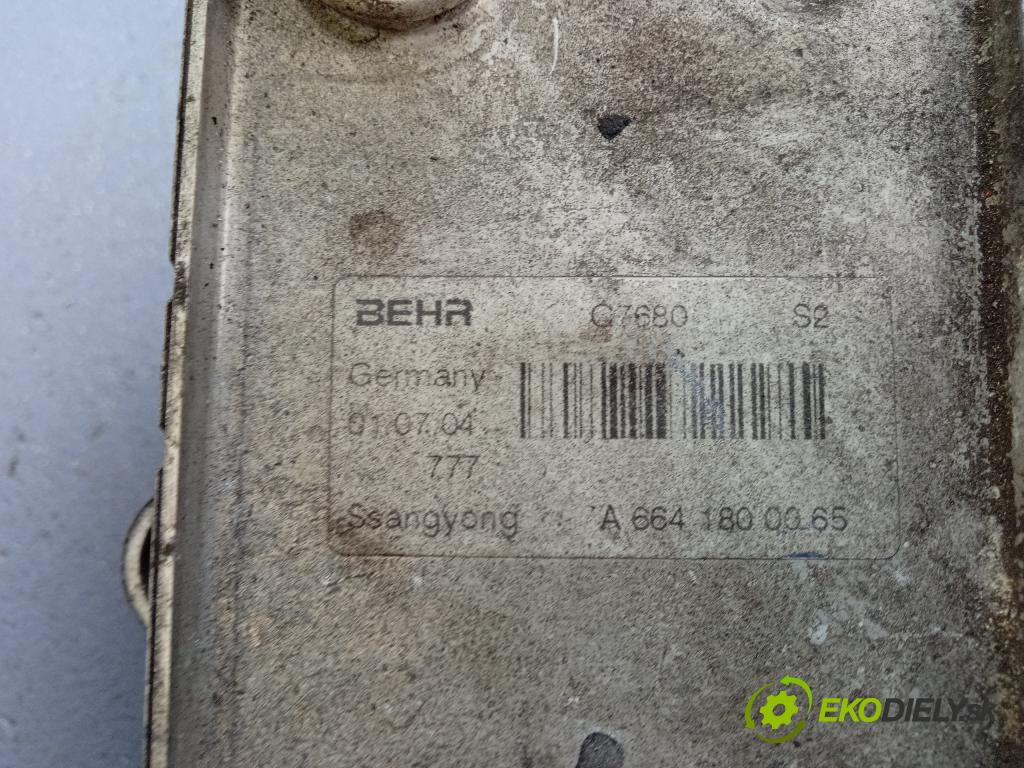 BEHR C7680 S2
Germany
01.07.04
777
Ssangyong A 664 180 00 65
EKODIELY.sk